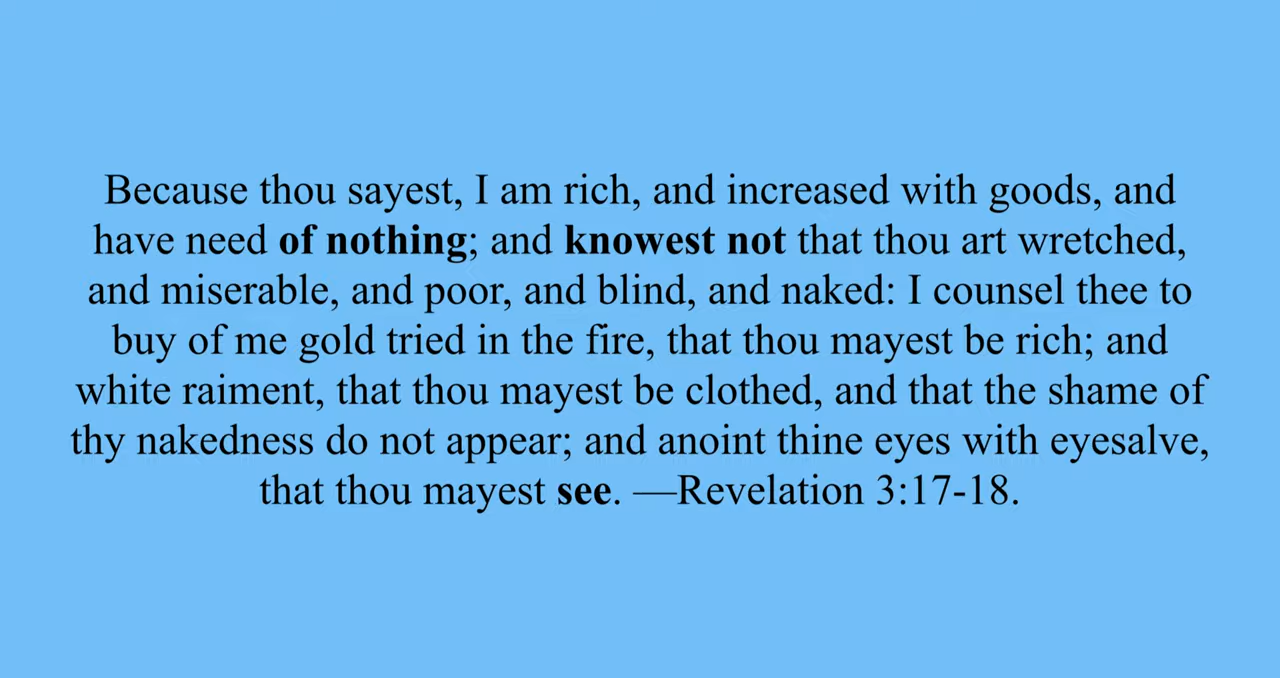 Because thou sayest, I am rich, and increased with goods, and
have need of nothing; and knowest not that thou art wretched,
and miserable, and poor, and blind, and naked: I counsel thee to
buy of me gold tried in the fire, that thou mayest be rich; and
white raiment, that thou mayest be clothed, and that the shame of
thy nakedness do not appear; and anoint thine eyes with eyesalve,
that thou mayest see. —Revelation 3:17-18.